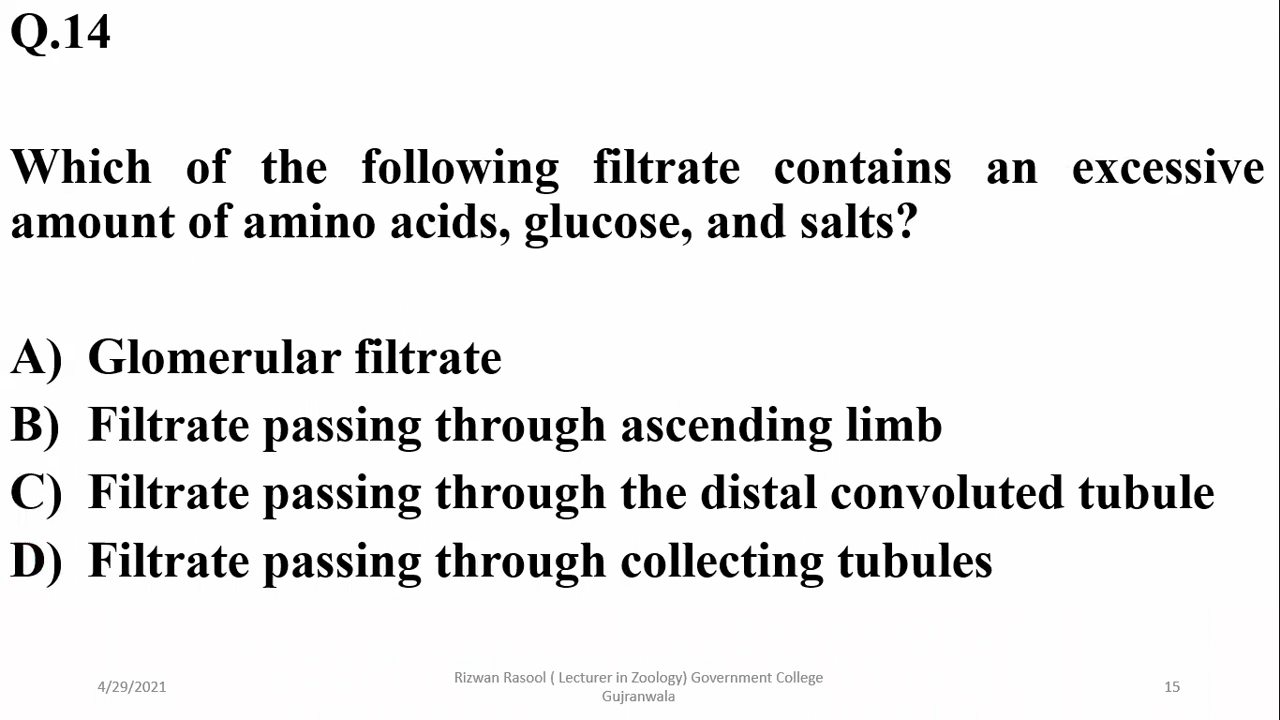 Q.14
Which of the following filtrate contains an excessive
amount of amino acids, glucose, and salts?
A) Glomerular filtrate
B) Filtrate passing through ascending limb
C) Filtrate passing through the distal convoluted tubule
D) Filtrate passing through collecting tubules
4/29/2021
Rizwan Rasool ( Lecturer in Zoology) Government College
Gujranwala
15